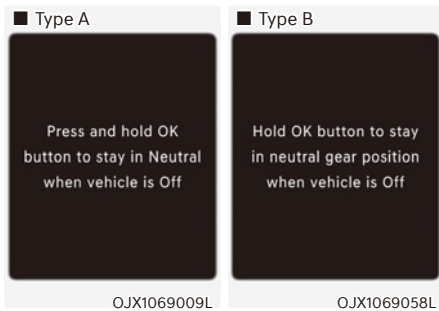 ■ Type A
Press and hold OK
button to stay in Neutral
when vehicle is Off
OJX1069009L
■ Type B
Hold OK button to stay
in neutral gear position
when vehicle is Off
OJX1069058L